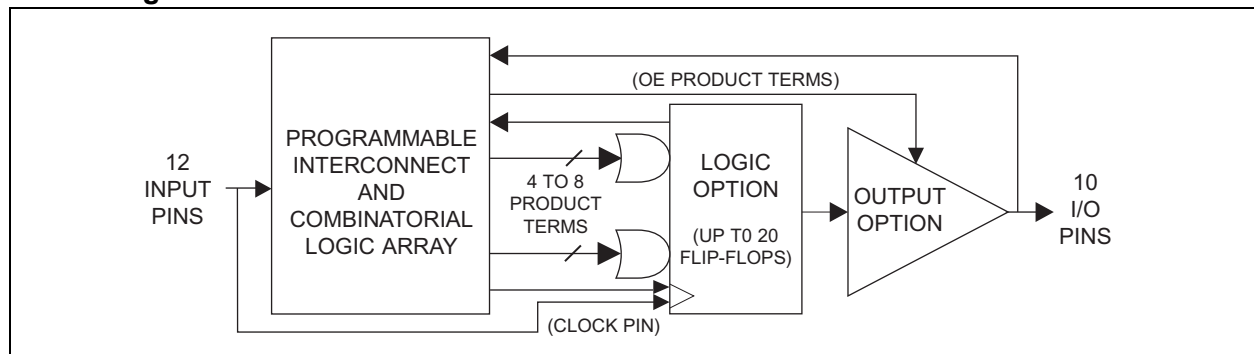 (OE PRODUCT TERMS)
PROGRAMMABLE
INTERCONNECT
AND
COMBINATORIAL
LOGIC ARRAY
12
INPUT
PINS
4 TO 8
PRODUCT
TERMS
LOGIC
OPTION
(UP T0 20
FLIP-FLOPS)
OUTPUT
OPTION
10
I/O
PINS
(CLOCK PIN)